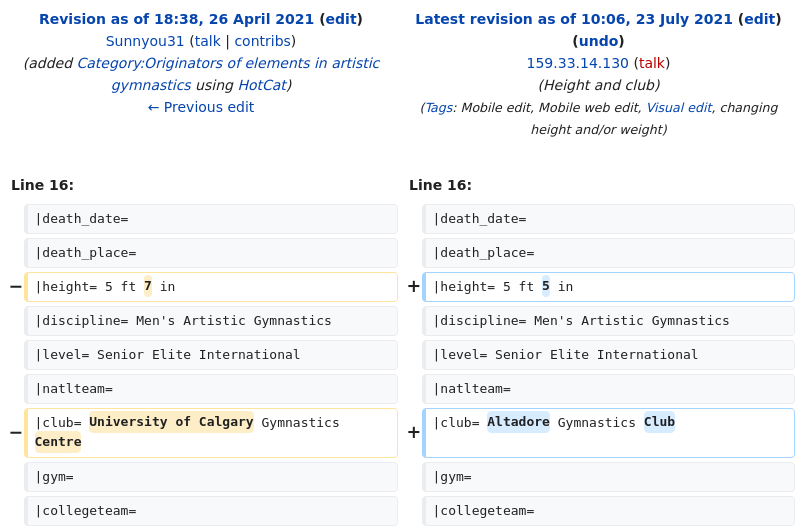 Revision as of 18:38, 26 April 2021 (edit)
Sunnyou31 (talk | contribs)
(added Category:Originators of elements in artistic
gymnastics using HotCat)
← Previous edit
Latest revision as of 10:06, 23 July 2021 (edit)
(undo)
159.33.14.130 (talk)
(Height and club)
(Tags: Mobile edit, Mobile web edit, Visual edit, changing
height and/or weight)
Line 16:
|death_date=
|death_place=
− |height= 5 ft 7 in
|discipline= Men's Artistic Gymnastics
|level= Senior Elite International
|natlteam=
− |club= University of Calgary Gymnastics
Centre
|gym=
|collegeteam=
Line 16:
|death_date=
|death_place=
+ |height= 5 ft 5 in
|discipline= Men's Artistic Gymnastics
|level= Senior Elite International
|natlteam=
+ |club= Altadore Gymnastics Club
|gym=
|collegeteam=